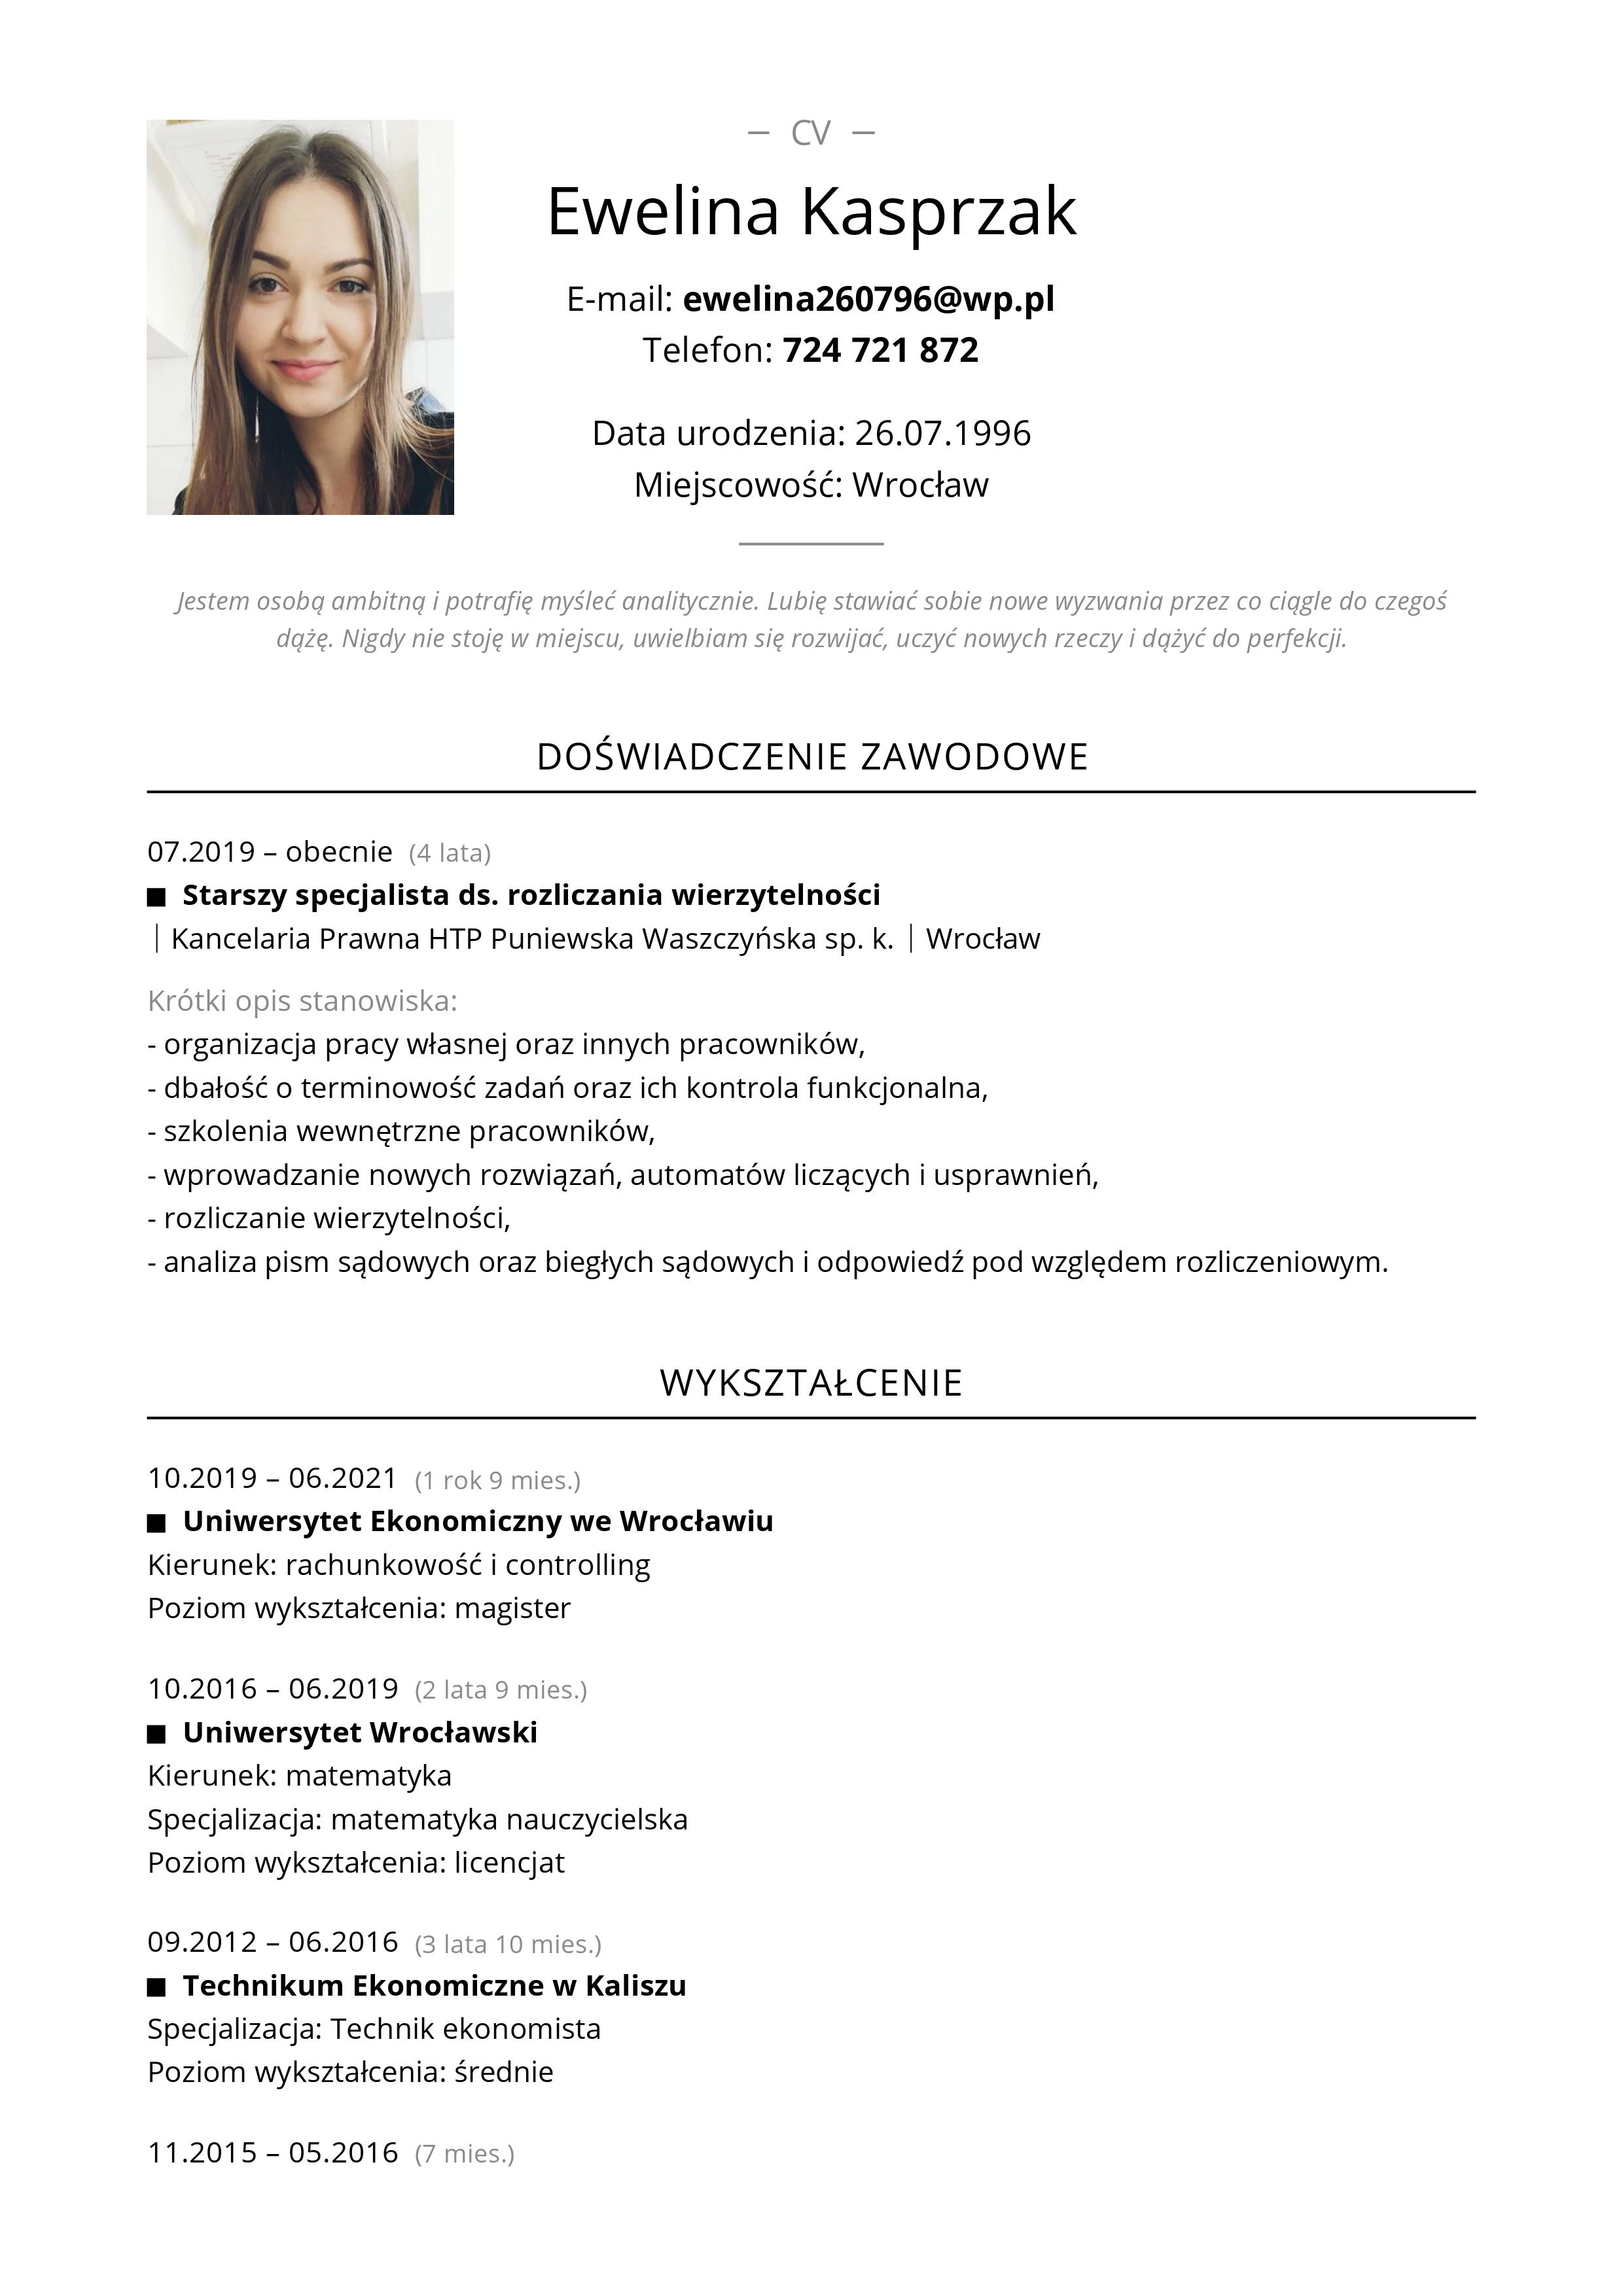 — CV —
Ewelina Kasprzak
E-mail: ewelina260796@wp.pl
Telefon: 724 721 872
Data urodzenia: 26.07.1996
Miejscowość: Wrocław
Jestem osobą ambitną i potrafię myśleć analitycznie. Lubię stawiać sobie nowe wyzwania przez co ciągle do czegoś
dążę. Nigdy nie stoję w miejscu, uwielbiam się rozwijać, uczyć nowych rzeczy i dążyć do perfekcji.
DOŚWIADCZENIE ZAWODOWE
07.2019 – obecnie (4 lata)
■ Starszy specjalista ds. rozliczania wierzytelności
| Kancelaria Prawna HTP Puniewska Waszczyńska sp. k. | Wrocław
Krótki opis stanowiska:
- organizacja pracy własnej oraz innych pracowników,
- dbałość o terminowość zadań oraz ich kontrola funkcjonalna,
- szkolenia wewnętrzne pracowników,
- wprowadzanie nowych rozwiązań, automatów liczących i usprawnień,
- rozliczanie wierzytelności,
- analiza pism sądowych oraz biegłych sądowych i odpowiedź pod względem rozliczeniowym.
WYKSZTAŁCENIE
10.2019 – 06.2021 (1 rok 9 mies.)
■ Uniwersytet Ekonomiczny we Wrocławiu
Kierunek: rachunkowość i controlling
Poziom wykształcenia: magister
10.2016 – 06.2019 (2 lata 9 mies.)
■ Uniwersytet Wrocławski
Kierunek: matematyka
Specjalizacja: matematyka nauczycielska
Poziom wykształcenia: licencjat
09.2012 – 06.2016 (3 lata 10 mies.)
■ Technikum Ekonomiczne w Kaliszu
Specjalizacja: Technik ekonomista
Poziom wykształcenia: średnie
11.2015 – 05.2016 (7 mies.)